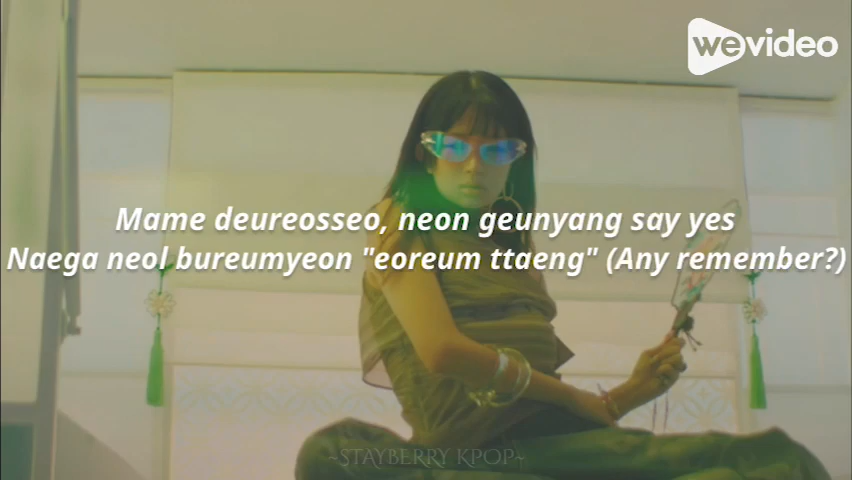 wevideo
Mame deureosseo, neon geunyang say yes
Naega neol bureumyeon "eoreum ttaeng" (Any remember?)
~STAYBERRY KPOP~